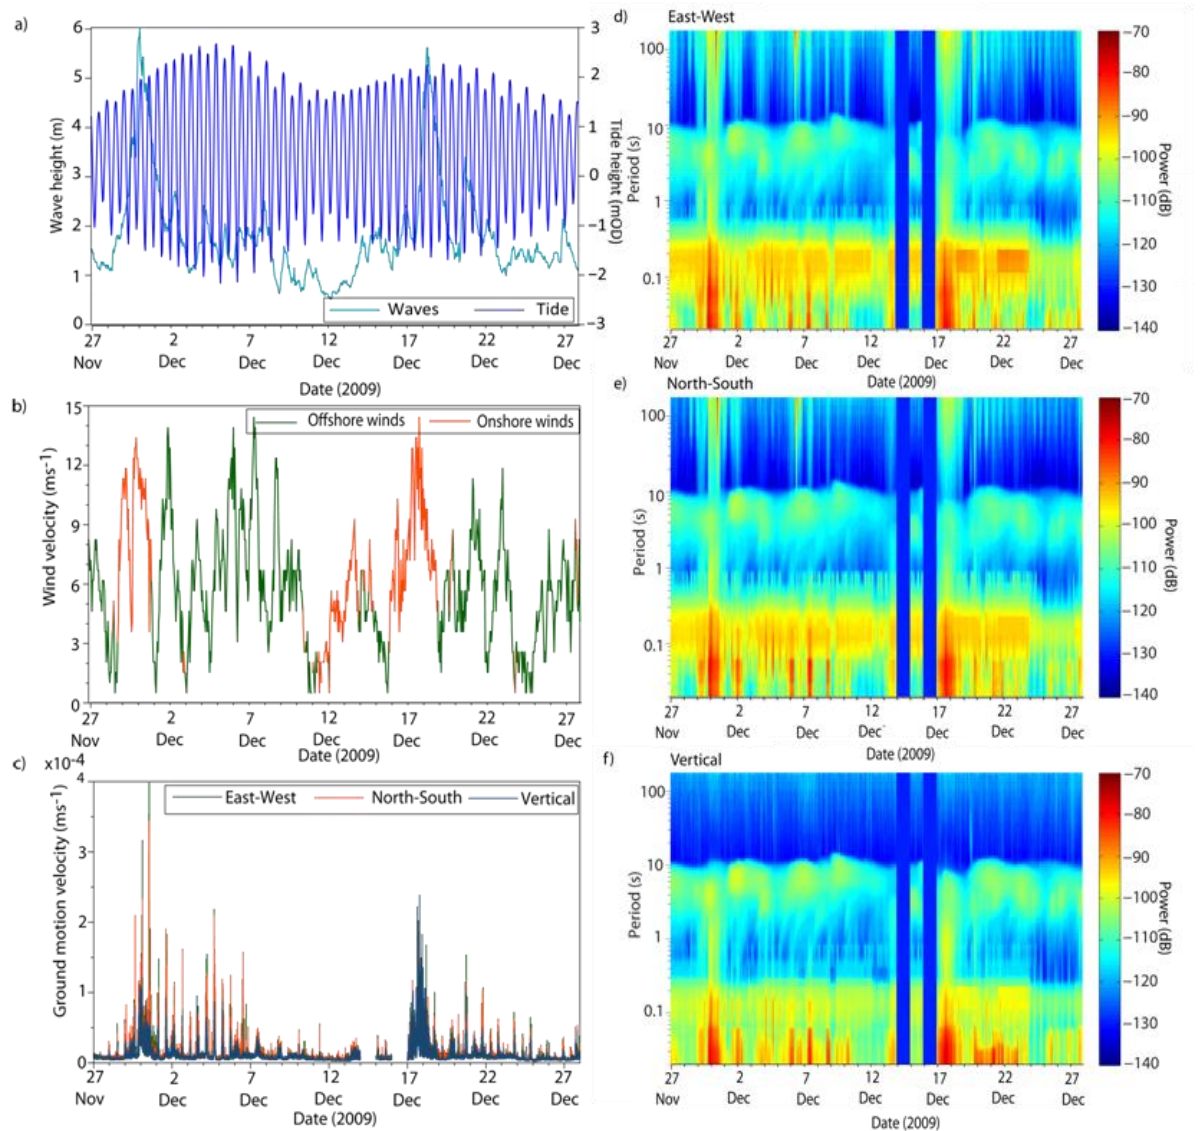 a)
Wave height (m)
6
5
4
3
2
1
0
3
2
1
0
−1
−2
−3
Tide height (mOD)
Waves
Tide
27 2 7 12 17 22 27
Nov Dec Dec Dec Dec Dec Dec
Date (2009)
b)
Wind velocity (ms⁻¹)
15
12
9
6
3
0
Offshore winds
Onshore winds
27 2 7 12 17 22 27
Nov Dec Dec Dec Dec Dec Dec
Date (2009)
c)
x10⁻⁴
Ground motion velocity (ms⁻¹)
4
3
2
1
0
East-West
North-South
Vertical
27 2 7 12 17 22 27
Nov Dec Dec Dec Dec Dec Dec
Date (2009)
d)
East-West
Period (s)
100
10
1
0.1
27 2 7 12 17 22 27
Nov Dec Dec Dec Dec Dec Dec
Date (2009)
−70
−80
−90
−100
−110
−120
−130
−140
Power (dB)
e)
North-South
Period (s)
100
10
1
0.1
27 2 7 12 17 22 27
Nov Dec Dec Dec Dec Dec Dec
Date (2009)
−70
−80
−90
−100
−110
−120
−130
−140
Power (dB)
f)
Vertical
Period (s)
100
10
1
0.1
27 2 7 12 17 22 27
Nov Dec Dec Dec Dec Dec Dec
Date (2009)
−70
−80
−90
−100
−110
−120
−130
−140
Power (dB)